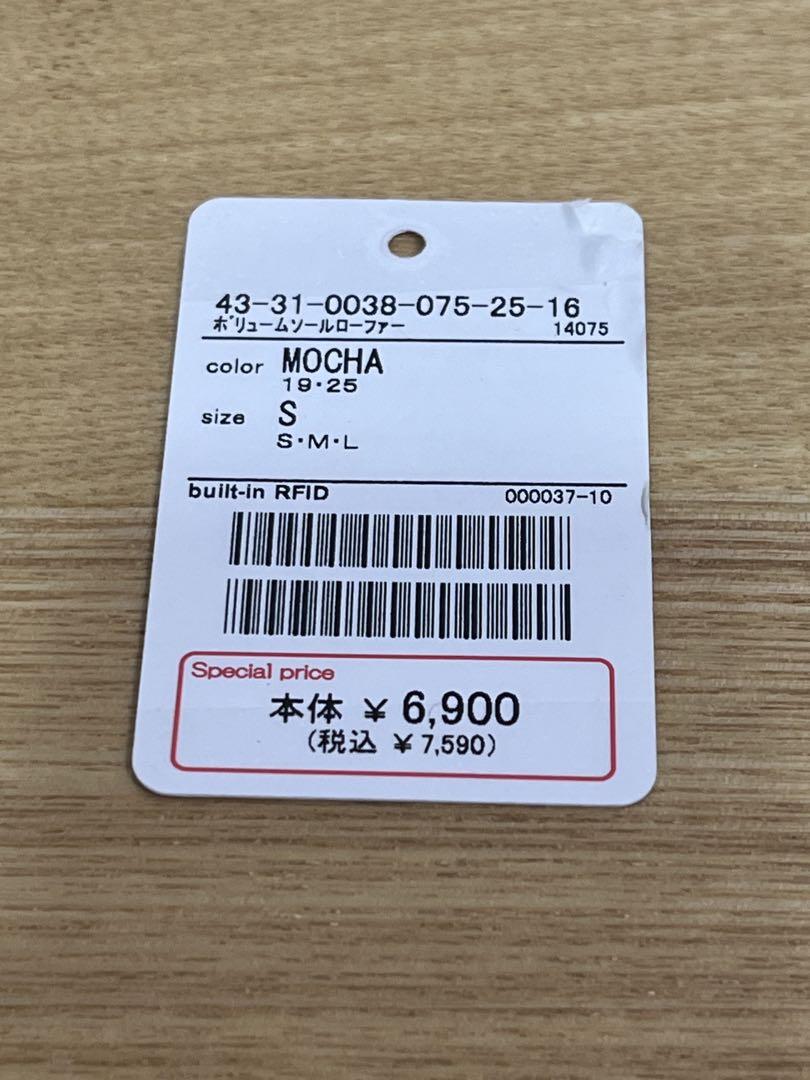 43-31-0038-075-25-16
ボリュームソールローファー 14075
color MOCHA
19・25
size S
S・M・L
built-in RFID 000037-10
Special price
本体 ¥ 6,900
(税込 ¥ 7,590)